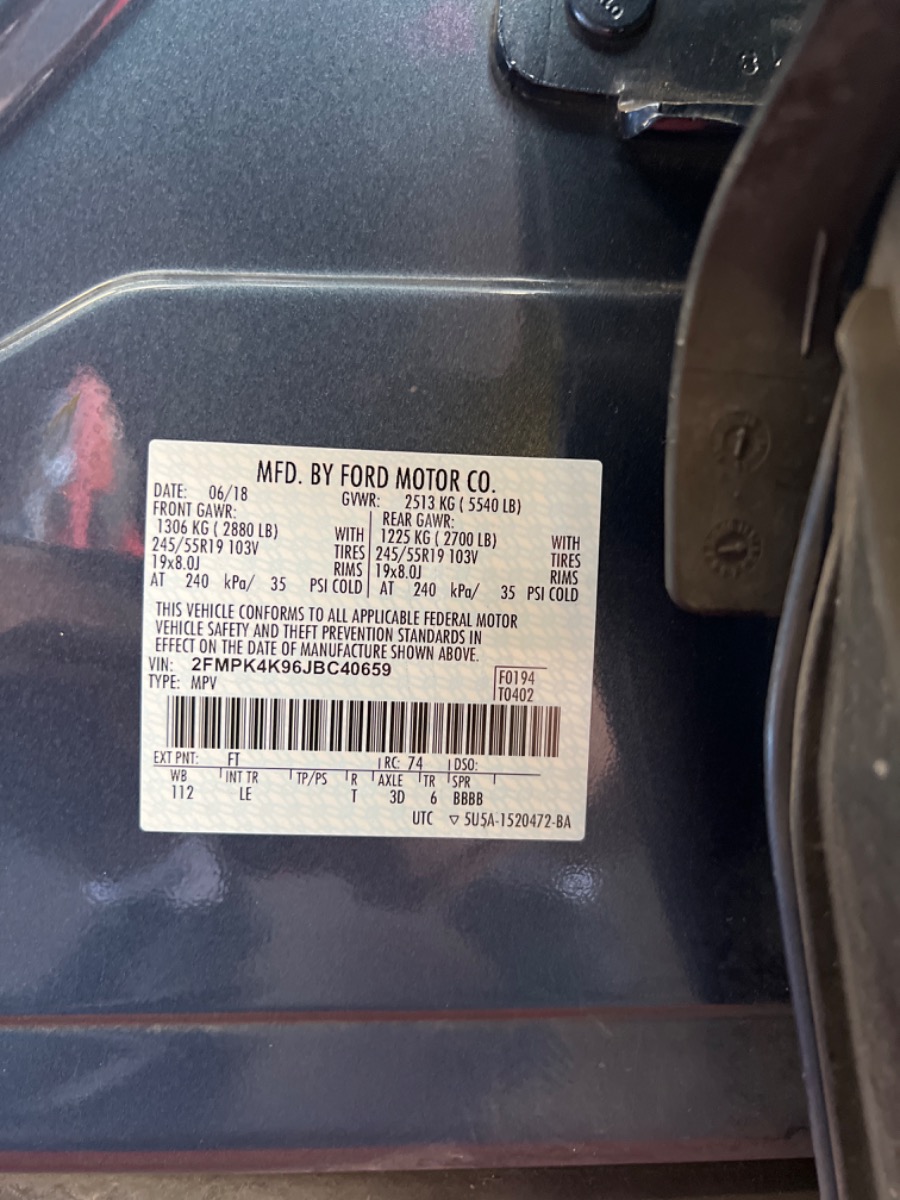 MFD. BY FORD MOTOR CO.
DATE: 06/18 GVWR: 2513 KG ( 5540 LB)
FRONT GAWR: REAR GAWR:
1306 KG ( 2880 LB) WITH 1225 KG ( 2700 LB) WITH
245/55R19 103V TIRES 245/55R19 103V TIRES
19x8.0J RIMS 19x8.0J RIMS
AT 240 kPa/ 35 PSI COLD AT 240 kPa/ 35 PSI COLD
THIS VEHICLE CONFORMS TO ALL APPLICABLE FEDERAL MOTOR
VEHICLE SAFETY AND THEFT PREVENTION STANDARDS IN
EFFECT ON THE DATE OF MANUFACTURE SHOWN ABOVE.
VIN: 2FMPK4K96JBC40659
TYPE: MPV
F0194
T0402
EXT PNT: FT RC: 74 DSO:
WB INT TR TP/PS R AXLE TR SPR
112 LE T 3D 6 BBBB
UTC ▽ 5U5A-1520472-BA